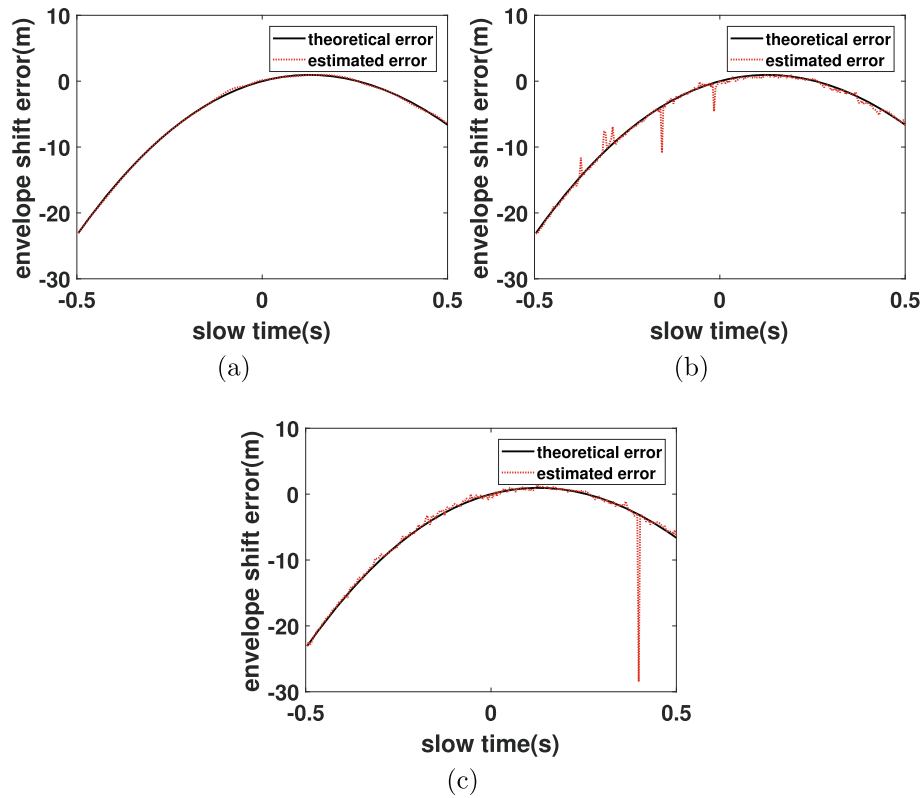 10
0
-10
-20
-30
envelope shift error(m)
theoretical error
estimated error
-0.5 0 0.5
slow time(s)
(a)
10
0
-10
-20
-30
envelope shift error(m)
theoretical error
estimated error
-0.5 0 0.5
slow time(s)
(b)
10
0
-10
-20
-30
envelope shift error(m)
theoretical error
estimated error
-0.5 0 0.5
slow time(s)
(c)